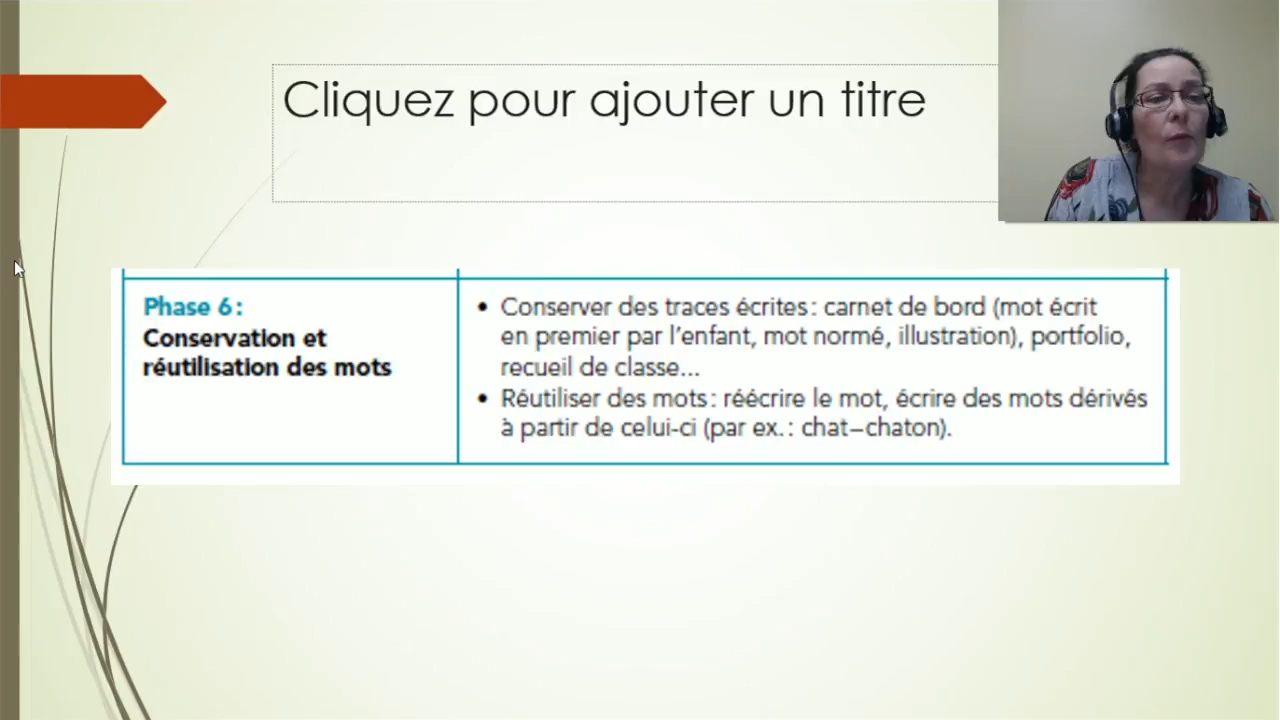 Cliquez pour ajouter un titre
Phase 6 :
Conservation et
réutilisation des mots
• Conserver des traces écrites : carnet de bord (mot écrit
en premier par l'enfant, mot normé, illustration), portfolio,
recueil de classe...
• Réutiliser des mots : réécrire le mot, écrire des mots dérivés
à partir de celui-ci (par ex. : chat–chaton).